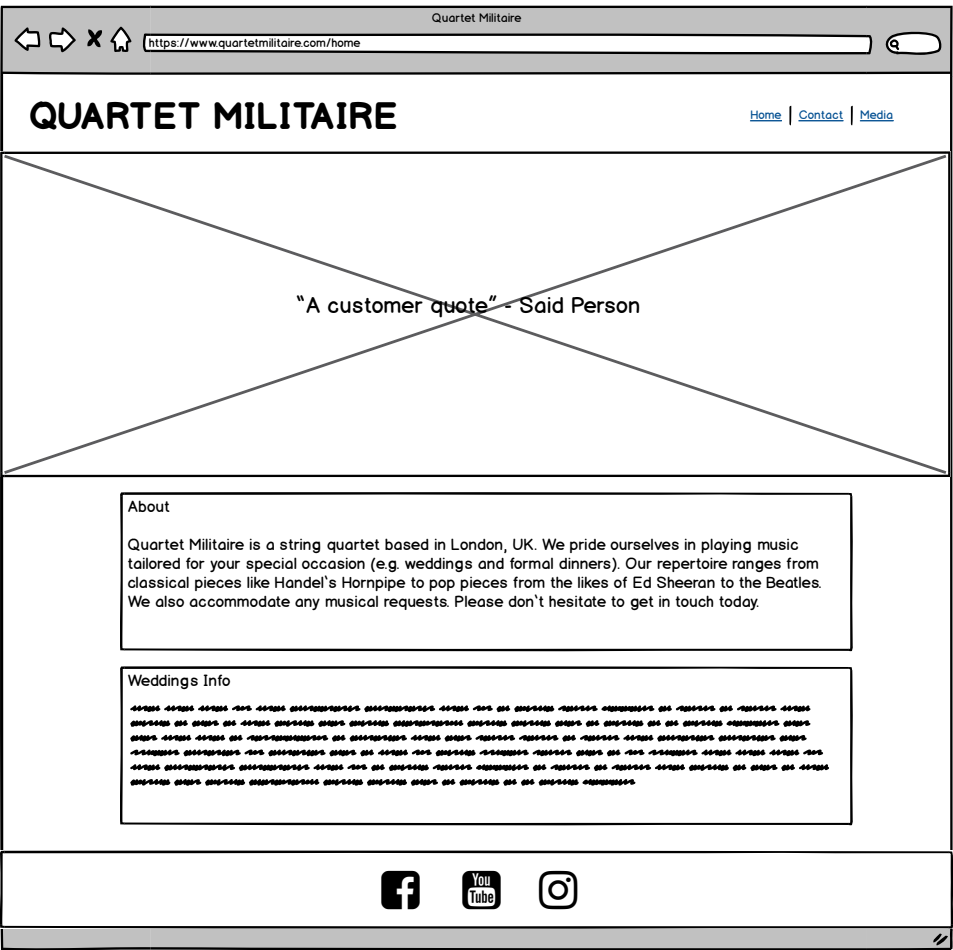 Quartet Militaire
https://www.quartetmilitaire.com/home
QUARTET MILITAIRE
Home | Contact | Media
“A customer quote” - Said Person
About
Quartet Militaire is a string quartet based in London, UK. We pride ourselves in playing music
tailored for your special occasion (e.g. weddings and formal dinners). Our repertoire ranges from
classical pieces like Handel`s Hornpipe to pop pieces from the likes of Ed Sheeran to the Beatles.
We also accommodate any musical requests. Please don`t hesitate to get in touch today.
Weddings Info
You
Tube